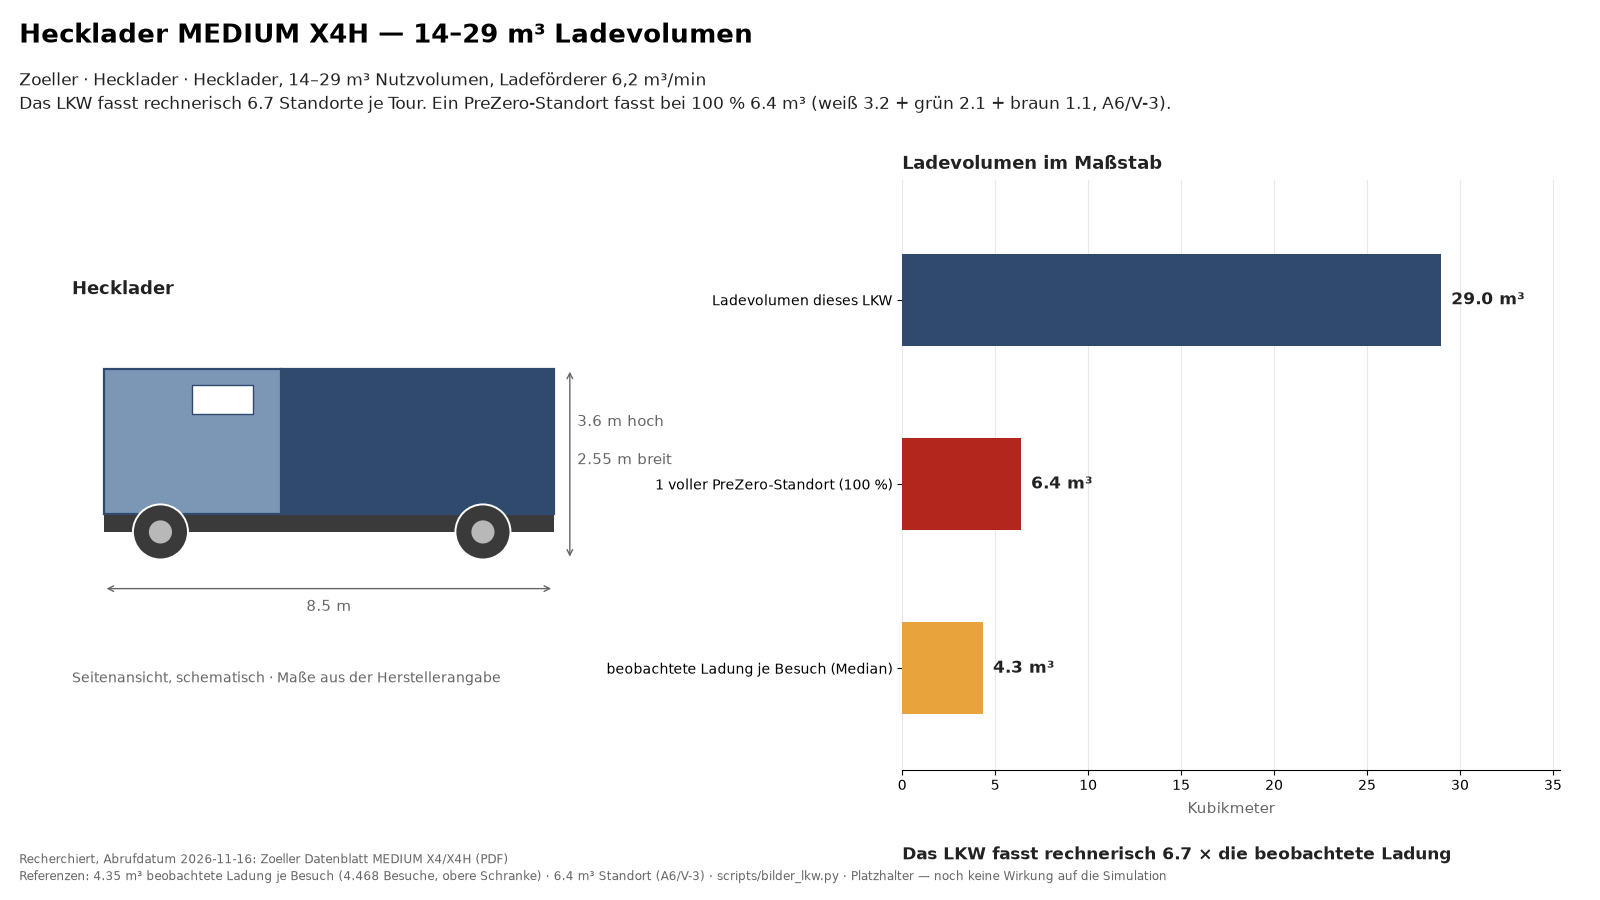 Hecklader MEDIUM X4H — 14–29 m³ Ladevolumen
Zoeller · Hecklader · Hecklader, 14–29 m³ Nutzvolumen, Ladeförderer 6,2 m³/min
Das LKW fasst rechnerisch 6.7 Standorte je Tour. Ein PreZero-Standort fasst bei 100 % 6.4 m³ (weiß 3.2 + grün 2.1 + braun 1.1, A6/V-3).
Hecklader
3.6 m hoch
2.55 m breit
8.5 m
Seitenansicht, schematisch · Maße aus der Herstellerangabe
Ladevolumen im Maßstab
Ladevolumen dieses LKW
29.0 m³
1 voller PreZero-Standort (100 %)
6.4 m³
beobachtete Ladung je Besuch (Median)
4.3 m³
0 5 10 15 20 25 30 35
Kubikmeter
Das LKW fasst rechnerisch 6.7 × die beobachtete Ladung
Recherchiert, Abrufdatum 2026-11-16: Zoeller Datenblatt MEDIUM X4/X4H (PDF)
Referenzen: 4.35 m³ beobachtete Ladung je Besuch (4.468 Besuche, obere Schranke) · 6.4 m³ Standort (A6/V-3) · scripts/bilder_lkw.py · Platzhalter — noch keine Wirkung auf die Simulation